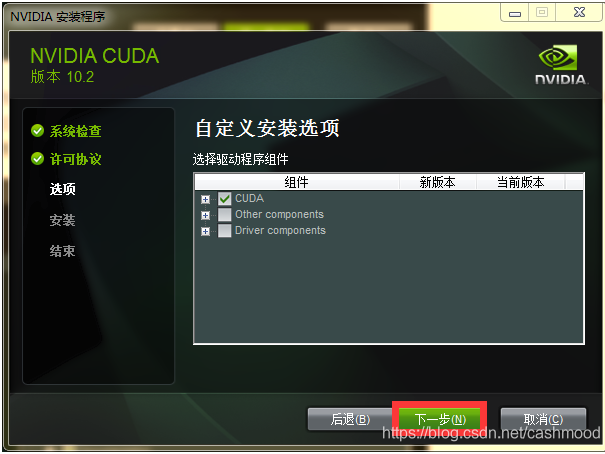 NVIDIA 安装程序
NVIDIA CUDA
版本 10.2
NVIDIA.
系统检查
许可协议
选项
安装
结束
自定义安装选项
选择驱动程序组件
组件 新版本 当前版本
CUDA
Other components
Driver components
后退(B) 下一步(N) 取消(C)
https://blog.csdn.net/cashmood